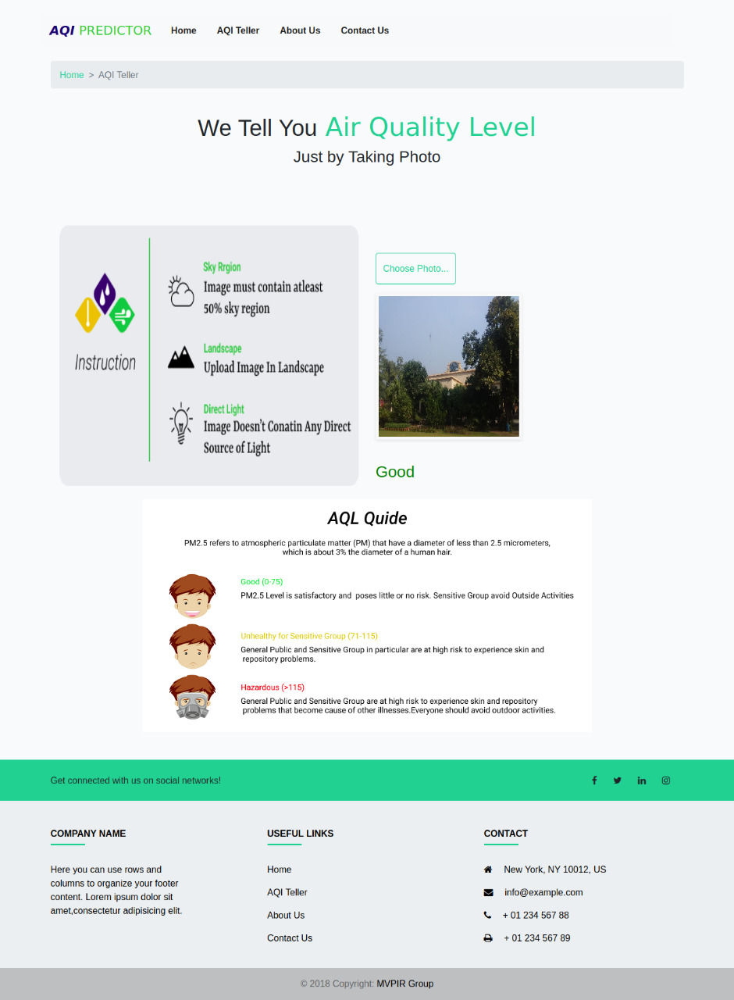 AQI PREDICTOR Home AQI Teller About Us Contact Us
Home > AQI Teller
We Tell You Air Quality Level
Just by Taking Photo
Instruction
Sky Rrgion
Image must contain atleast
50% sky region
Landscape
Upload Image In Landscape
Direct Light
Image Doesn't Conatin Any Direct
Source of Light
Choose Photo...
Good
AQL Quide
PM2.5 refers to atmospheric particulate matter (PM) that have a diameter of less than 2.5 micrometers,
which is about 3% the diameter of a human hair.
Good (0-75)
PM2.5 Level is satisfactory and poses little or no risk. Sensitive Group avoid Outside Activities
Unhealthy for Sensitive Group (71-115)
General Public and Sensitive Group in particular are at high risk to experience skin and
repository problems.
Hazardous (>115)
General Public and Sensitive Group are at high risk to experience skin and repository
problems that become cause of other illnesses.Everyone should avoid outdoor activities.
Get connected with us on social networks!
COMPANY NAME
Here you can use rows and
columns to organize your footer
content. Lorem ipsum dolor sit
amet,consectetur adipisicing elit.
USEFUL LINKS
Home
AQI Teller
About Us
Contact Us
CONTACT
New York, NY 10012, US
info@example.com
+ 01 234 567 88
+ 01 234 567 89
© 2018 Copyright: MVPIR Group